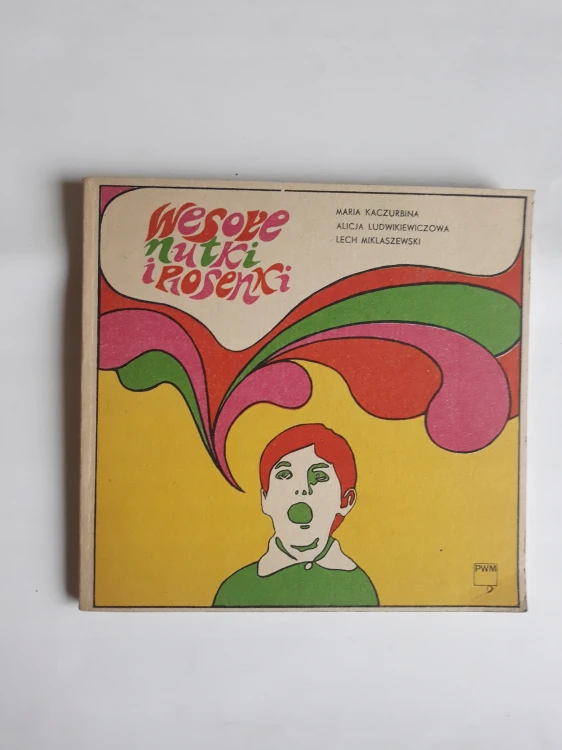 Wesołe
nutki
i piosenki
MARIA KACZURBINA
ALICJA LUDWIKIEWICZOWA
LECH MIKLASZEWSKI
PWM